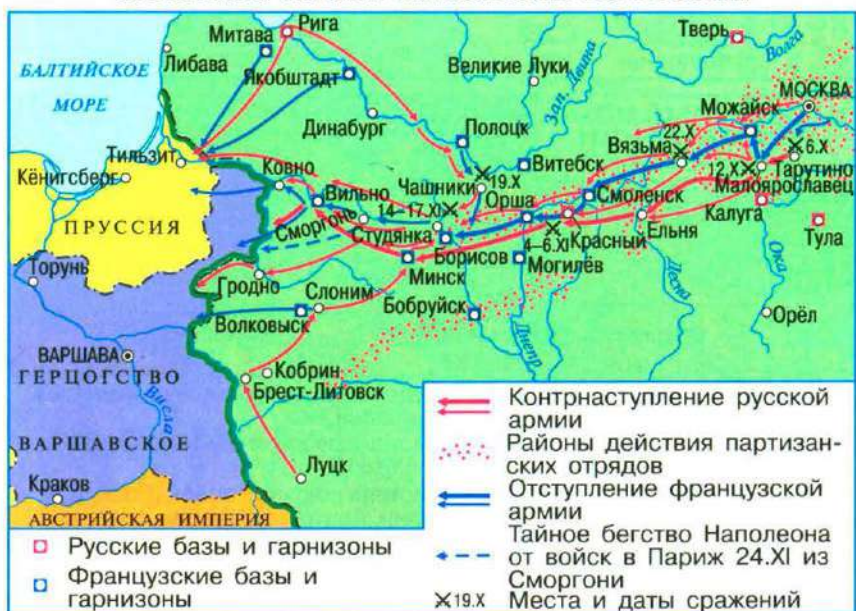 Митава
Рига
Либава
Якобштадт
БАЛТИЙСКОЕ
МОРЕ
Великие Луки
Зап. Двина
Тверь
Волга
МОСКВА
Динабург
Полоцк
Можайск
22.X
Вязьма
6.X
Тильзит
Кёнигсберг
Ковно
Витебск
19.X
12.X
Тарутино
Малоярославец
Вильно
Чашники
Орша
Смоленск
Калуга
14–17.XI
ПРУССИЯ
Сморгонь
Студянка
Тула
Торунь
Борисов
4–6.XI
Красный
Ельня
Гродно
Минск
Могилёв
Десна
Ока
Слоним
Волковыск
Бобруйск
Днепр
Орёл
ВАРШАВА
ГЕРЦОГСТВО
Висла
ВАРШАВСКОЕ
Кобрин
Брест-Литовск
Луцк
Краков
АВСТРИЙСКАЯ ИМПЕРИЯ
Контрнаступление русской
армии
Районы действия партизан-
ских отрядов
Отступление французской
армии
Тайное бегство Наполеона
от войск в Париж 24.XI из
Сморгони
19.X Места и даты сражений
Русские базы и гарнизоны
Французские базы и
гарнизоны